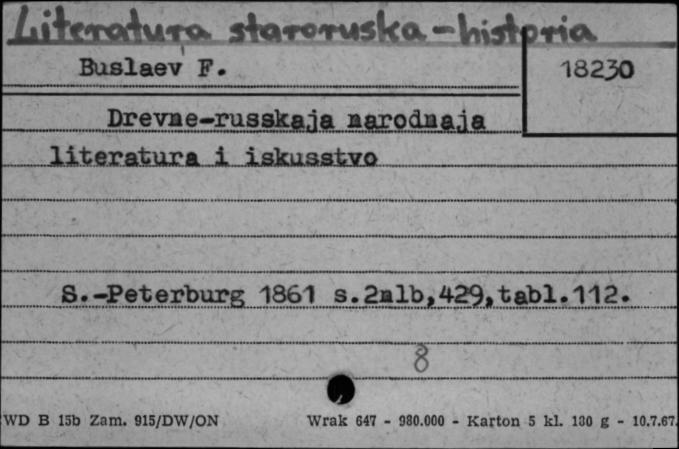 Literatura staroruska - historia
Buslaev F.
18230
Drevne-russkaja narodnaja
literatura i iskusstvo
S.-Peterburg 1861 s.2nlb,429,tabl.112.
8
WD B 15b Zam. 915/DW/ON Wrak 647 - 980.000 - Karton 5 kl. 180 g - 10.7.67.